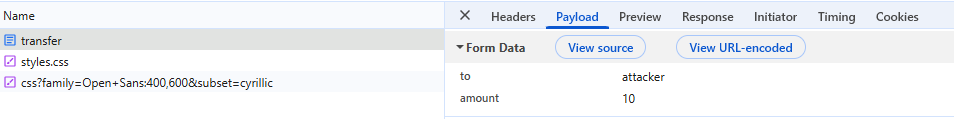 Name
transfer
styles.css
css?family=Open+Sans:400,600&subset=cyrillic
Headers Payload Preview Response Initiator Timing Cookies
Form Data View source View URL-encoded
to attacker
amount 10